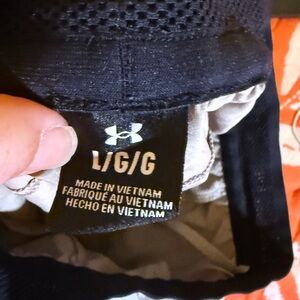 L/G/G
MADE IN VIETNAM
FABRIQUÉ AU VIETNAM
HECHO EN VIETNAM